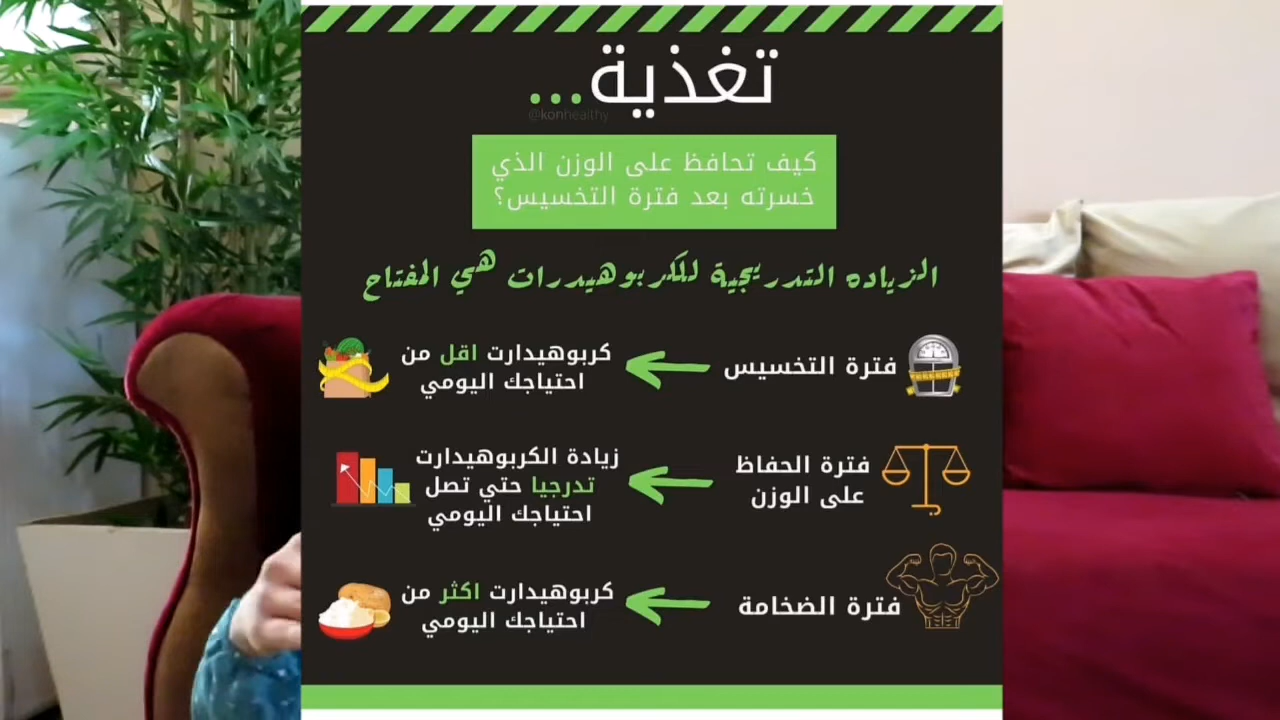 تغذية...
@konhealthy
كيف تحافظ على الوزن الذي
خسرته بعد فترة التخسيس؟
الزياده التدريجية للكربوهيدرات هي المفتاح
فترة التخسيس
كربوهيدارت اقل من
احتياجك اليومي
فترة الحفاظ
على الوزن
زيادة الكربوهيدارت
تدرجيا حتي تصل
احتياجك اليومي
فترة الضخامة
كربوهيدارت اكثر من
احتياجك اليومي